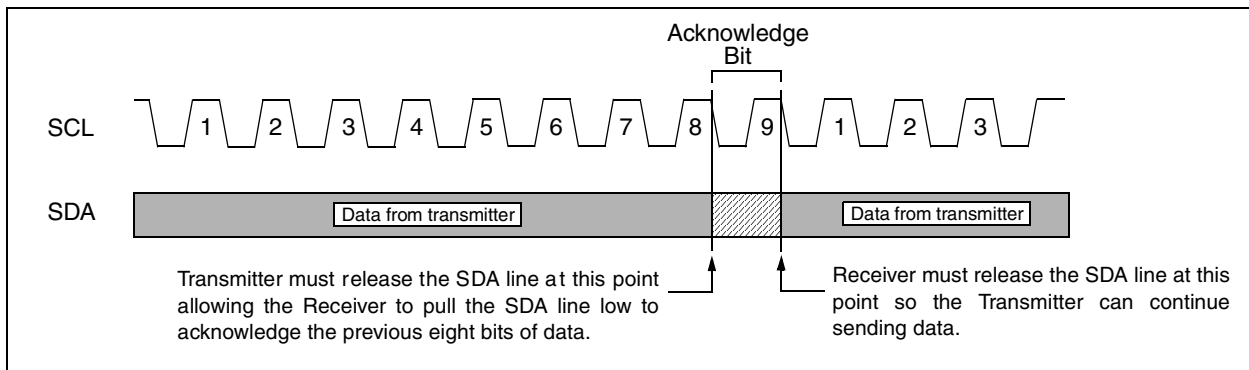 Acknowledge
Bit
SCL
1 2 3 4 5 6 7 8 9 1 2 3
SDA
Data from transmitter
Data from transmitter
Transmitter must release the SDA line at this point
allowing the Receiver to pull the SDA line low to
acknowledge the previous eight bits of data.
Receiver must release the SDA line at this
point so the Transmitter can continue
sending data.